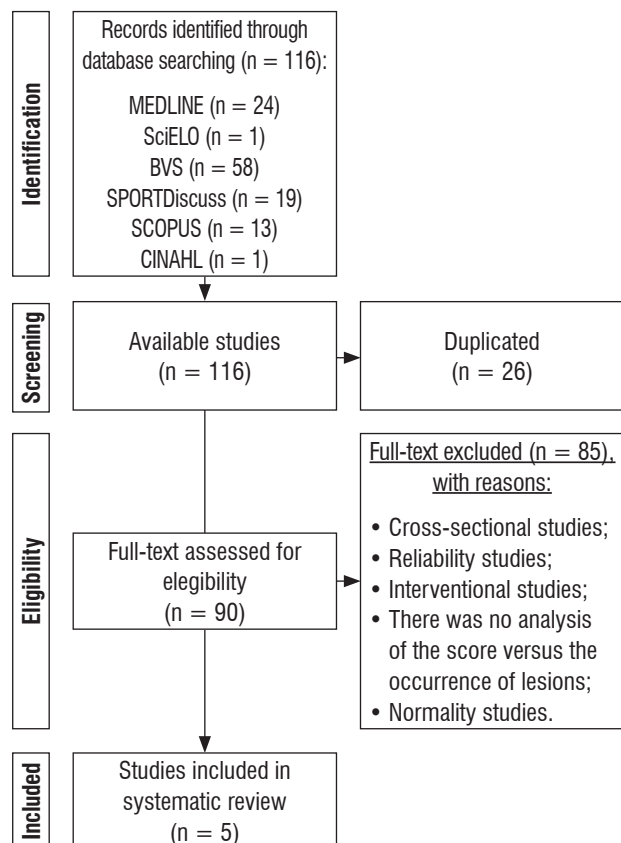 Identification
Records identified through
database searching (n = 116):
MEDLINE (n = 24)
SciELO (n = 1)
BVS (n = 58)
SPORTDiscuss (n = 19)
SCOPUS (n = 13)
CINAHL (n = 1)
Screening
Available studies
(n = 116)
Duplicated
(n = 26)
Eligibility
Full-text assessed for
elegibility
(n = 90)
Full-text excluded (n = 85),
with reasons:
• Cross-sectional studies;
• Reliability studies;
• Interventional studies;
• There was no analysis
of the score versus the
occurrence of lesions;
• Normality studies.
Included
Studies included in
systematic review
(n = 5)